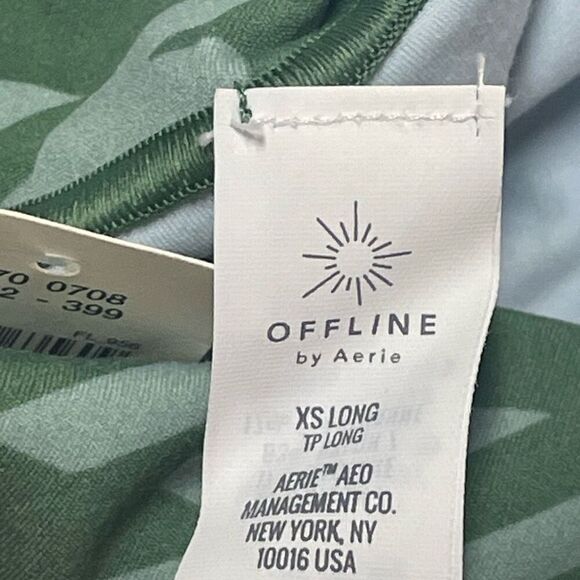 70 0708
2 - 399
OFFLINE
by Aerie
XS LONG
TP LONG
AERIE™ AEO
MANAGEMENT CO.
NEW YORK, NY
10016 USA